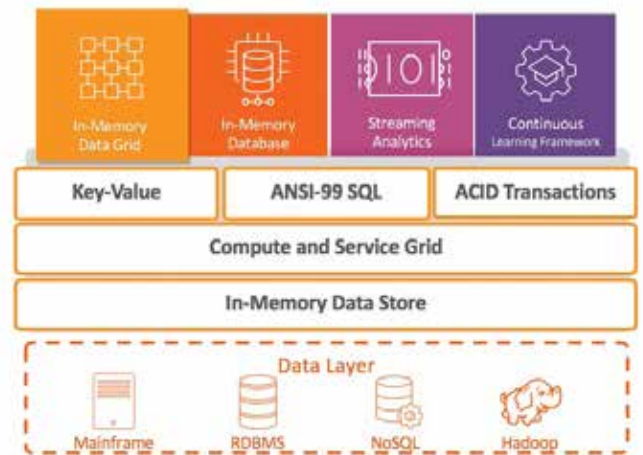 In-Memory
Data Grid
In-Memory
Database
101
Streaming
Analytics
Continuous
Learning Framework
Key-Value
ANSI-99 SQL
ACID Transactions
Compute and Service Grid
In-Memory Data Store
Data Layer
Mainframe
RDBMS
NoSQL
Hadoop